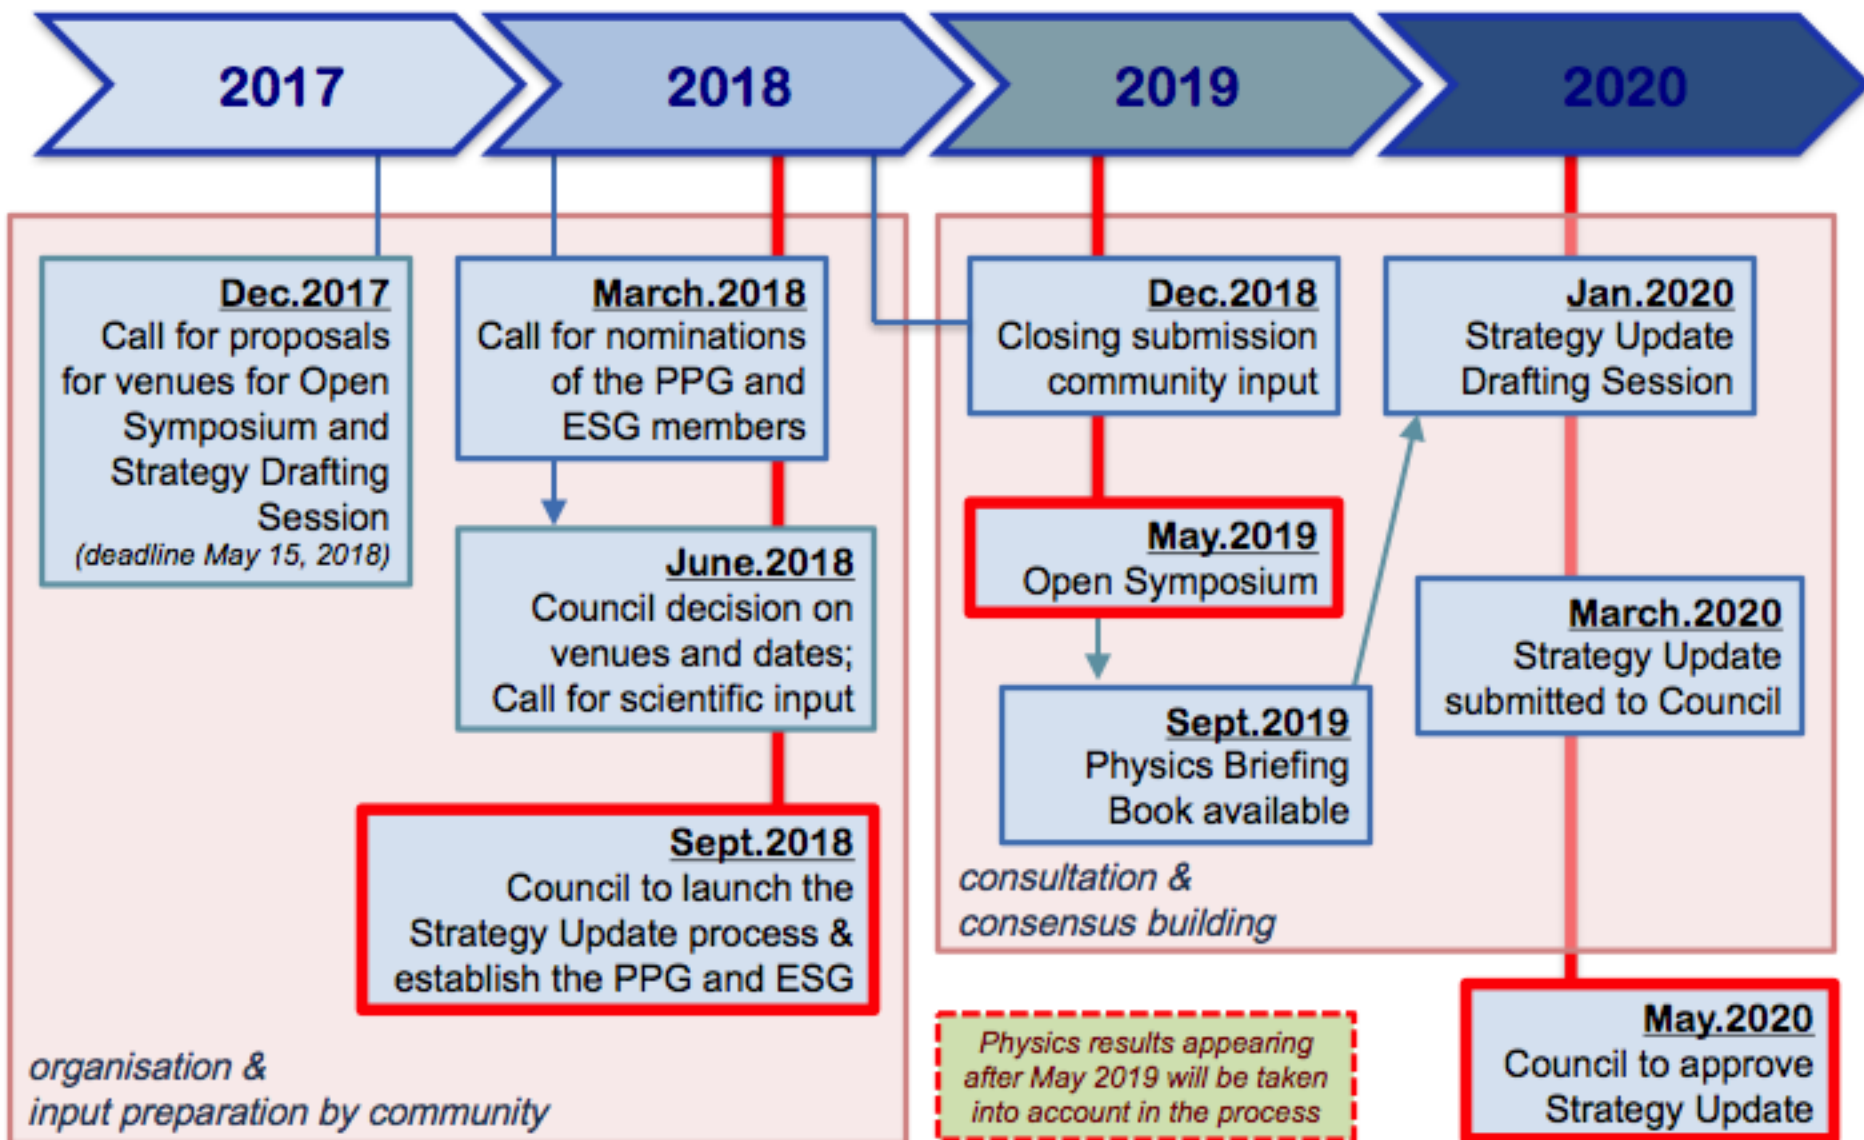 2017
2018
2019
2020
Dec.2017
Call for proposals
for venues for Open
Symposium and
Strategy Drafting
Session
(deadline May 15, 2018)
March.2018
Call for nominations
of the PPG and
ESG members
June.2018
Council decision on
venues and dates;
Call for scientific input
Sept.2018
Council to launch the
Strategy Update process &
establish the PPG and ESG
organisation &
input preparation by community
Dec.2018
Closing submission
community input
May.2019
Open Symposium
Sept.2019
Physics Briefing
Book available
Jan.2020
Strategy Update
Drafting Session
March.2020
Strategy Update
submitted to Council
consultation &
consensus building
Physics results appearing
after May 2019 will be taken
into account in the process
May.2020
Council to approve
Strategy Update